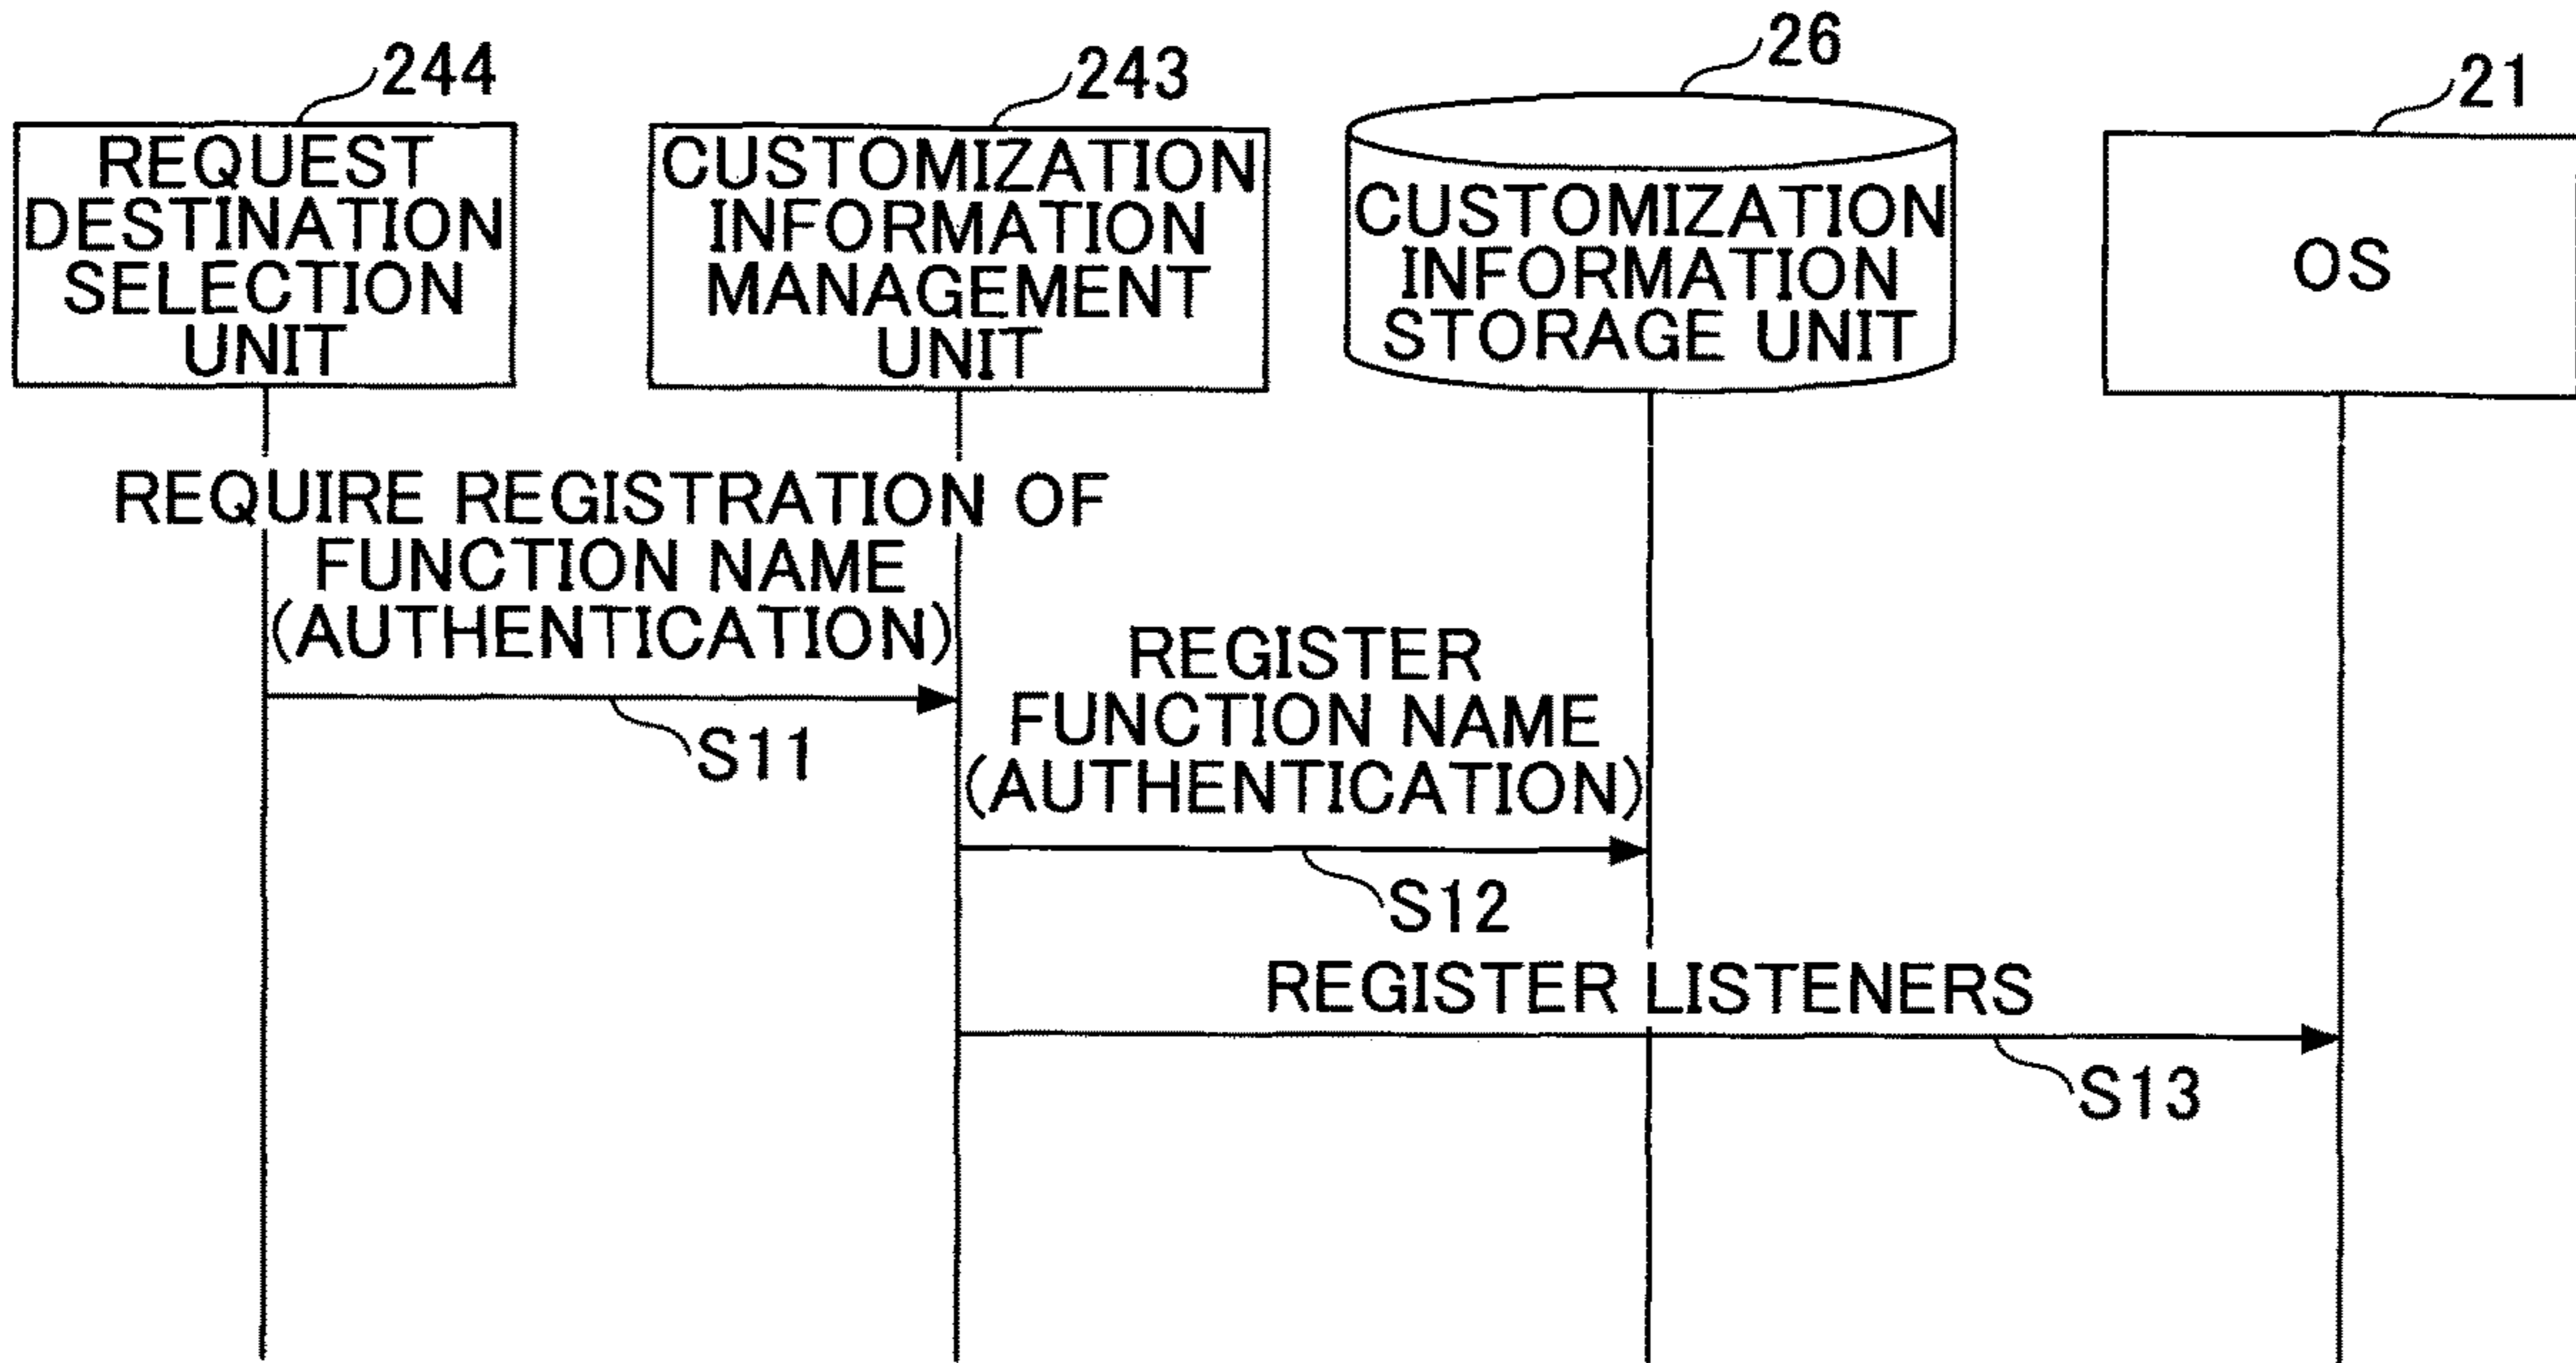 244
243
26
21
REQUEST
DESTINATION
SELECTION
UNIT
CUSTOMIZATION
INFORMATION
MANAGEMENT
UNIT
CUSTOMIZATION
INFORMATION
STORAGE UNIT
OS
REQUIRE REGISTRATION OF
FUNCTION NAME
(AUTHENTICATION)
S11
REGISTER
FUNCTION NAME
(AUTHENTICATION)
S12
REGISTER LISTENERS
S13